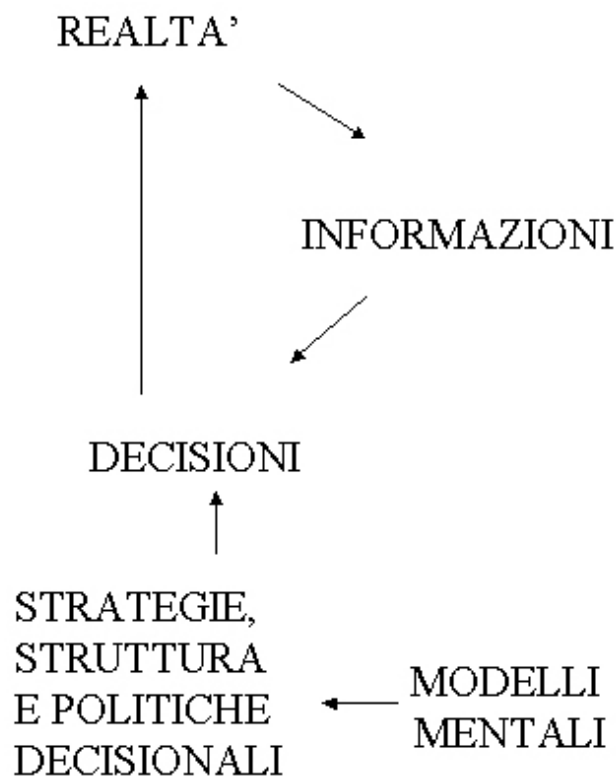 REALTA’
INFORMAZIONI
DECISIONI
STRATEGIE,
STRUTTURA
E POLITICHE
DECISIONALI
MODELLI
MENTALI